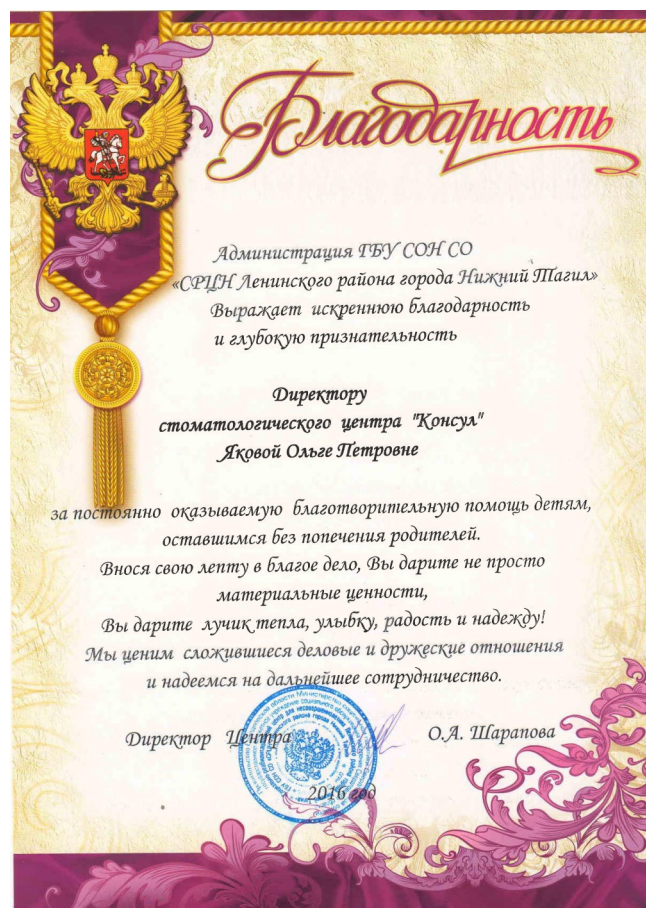 Благодарность
Администрация ГБУ СОН СО
«СРЦН Ленинского района города Нижний Тагил»
Выражает искреннюю благодарность
и глубокую признательность
Директору
стоматологического центра "Консул"
Яковой Ольге Петровне
за постоянно оказываемую благотворительную помощь детям,
оставшимся без попечения родителей.
Внося свою лепту в благое дело, Вы дарите не просто
материальные ценности,
Вы дарите лучик тепла, улыбку, радость и надежду!
Мы ценим сложившиеся деловые и дружеские отношения
и надеемся на дальнейшее сотрудничество.
Директор Центра О.А. Шарапова
2016 год